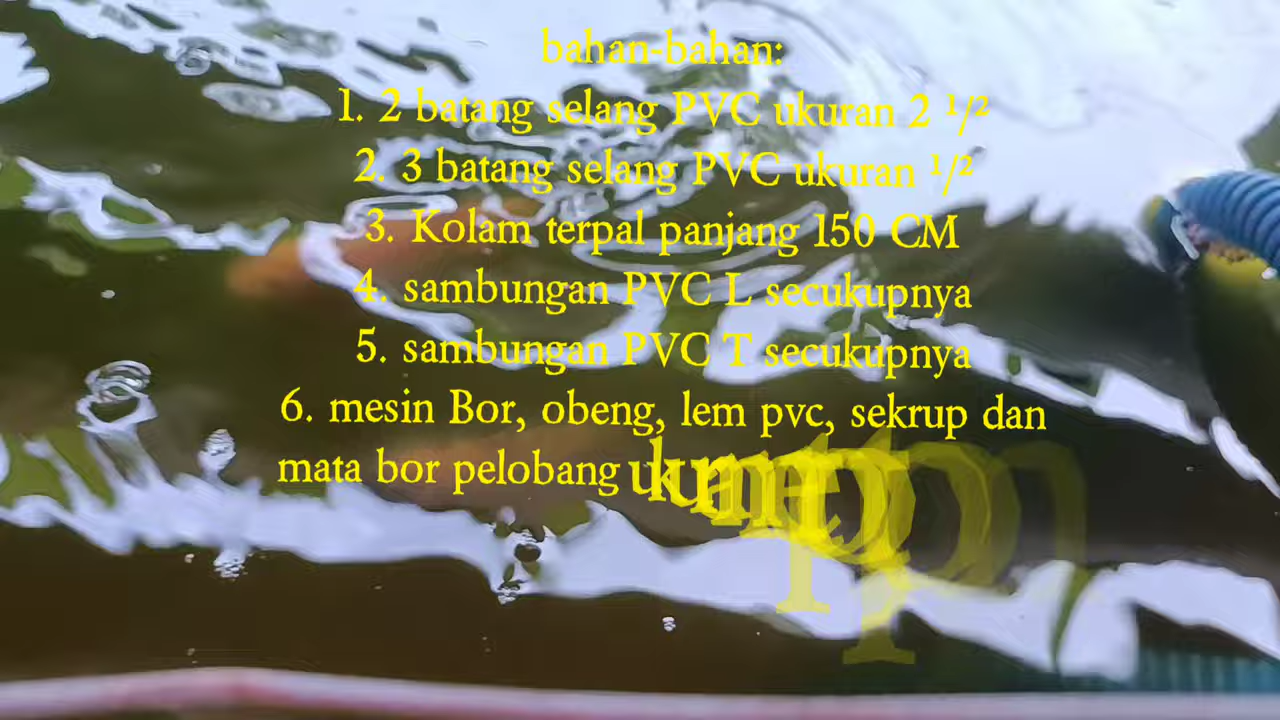 bahan-bahan:
1. 2 batang selang PVC ukuran 2 ¹/²
2. 3 batang selang PVC ukuran ¹/²
3. Kolam terpal panjang 150 CM
4. sambungan PVC L secukupnya
5. sambungan PVC T secukupnya
6. mesin Bor, obeng, lem pvc, sekrup dan
mata bor pelobang